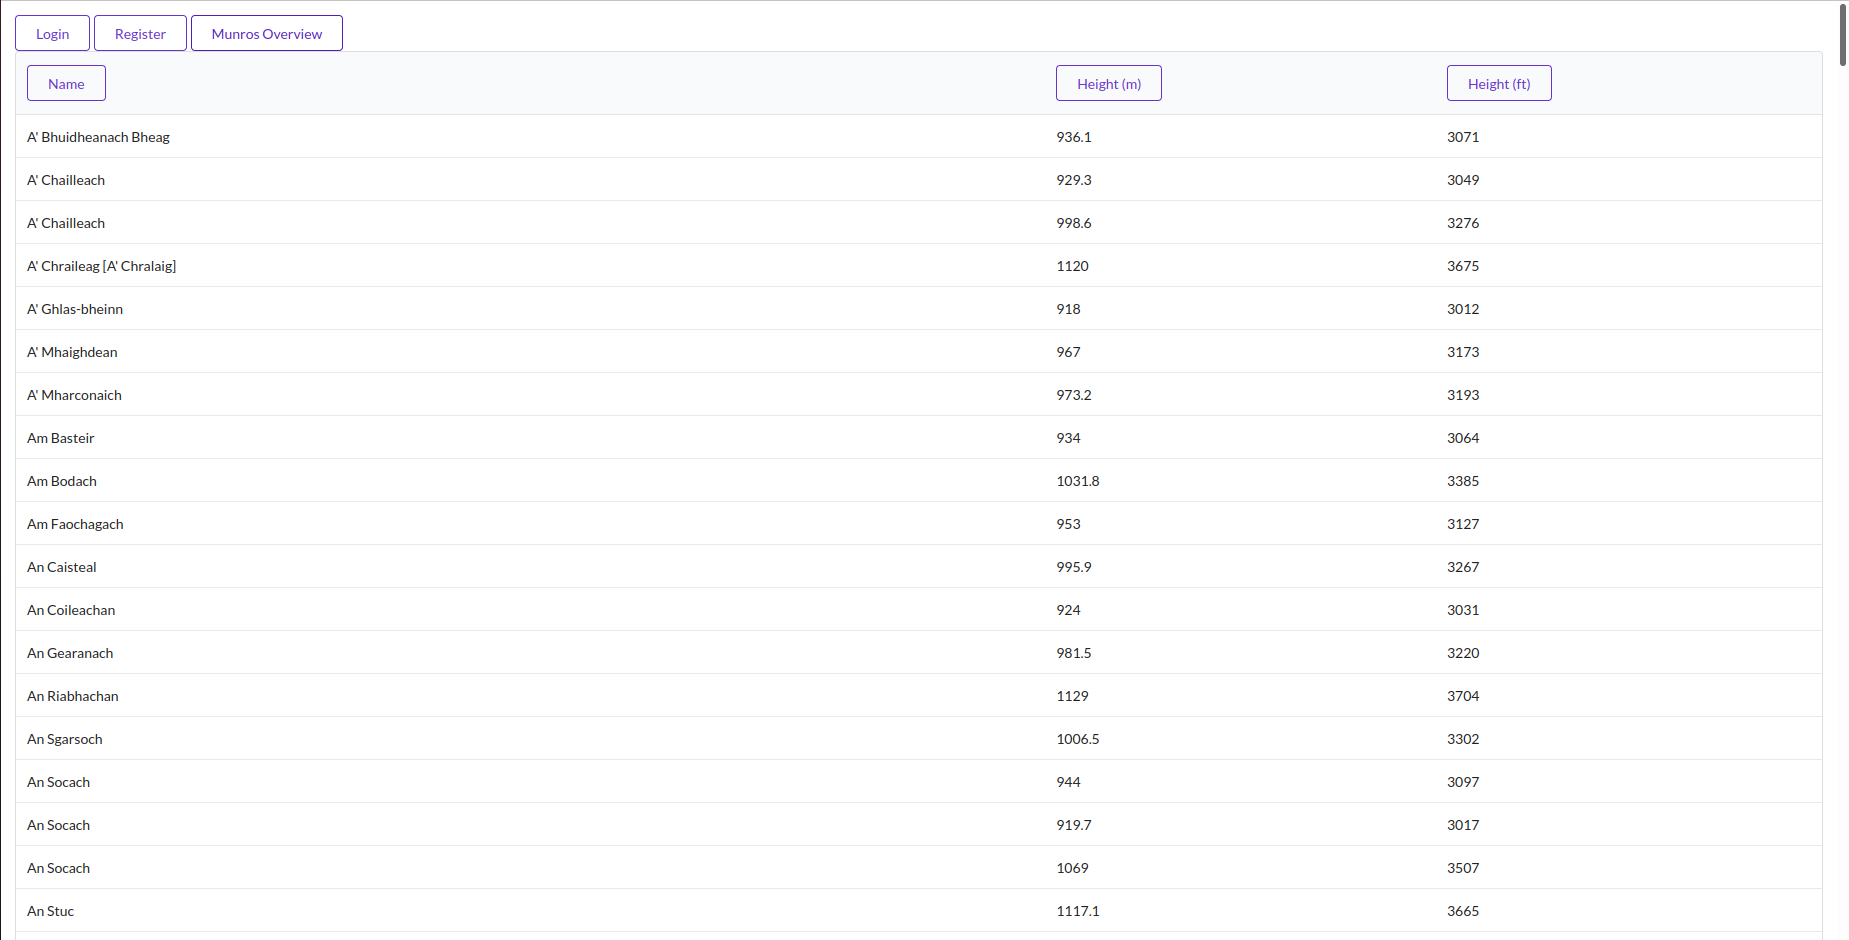 Login Register Munros Overview
Name Height (m) Height (ft)
A' Bhuidheanach Bheag 936.1 3071
A' Chailleach 929.3 3049
A' Chailleach 998.6 3276
A' Chraileag [A' Chralaig] 1120 3675
A' Ghlas-bheinn 918 3012
A' Mhaighdean 967 3173
A' Mharconaich 973.2 3193
Am Basteir 934 3064
Am Bodach 1031.8 3385
Am Faochagach 953 3127
An Caisteal 995.9 3267
An Coileachan 924 3031
An Gearanach 981.5 3220
An Riabhachan 1129 3704
An Sgarsoch 1006.5 3302
An Socach 944 3097
An Socach 919.7 3017
An Socach 1069 3507
An Stuc 1117.1 3665